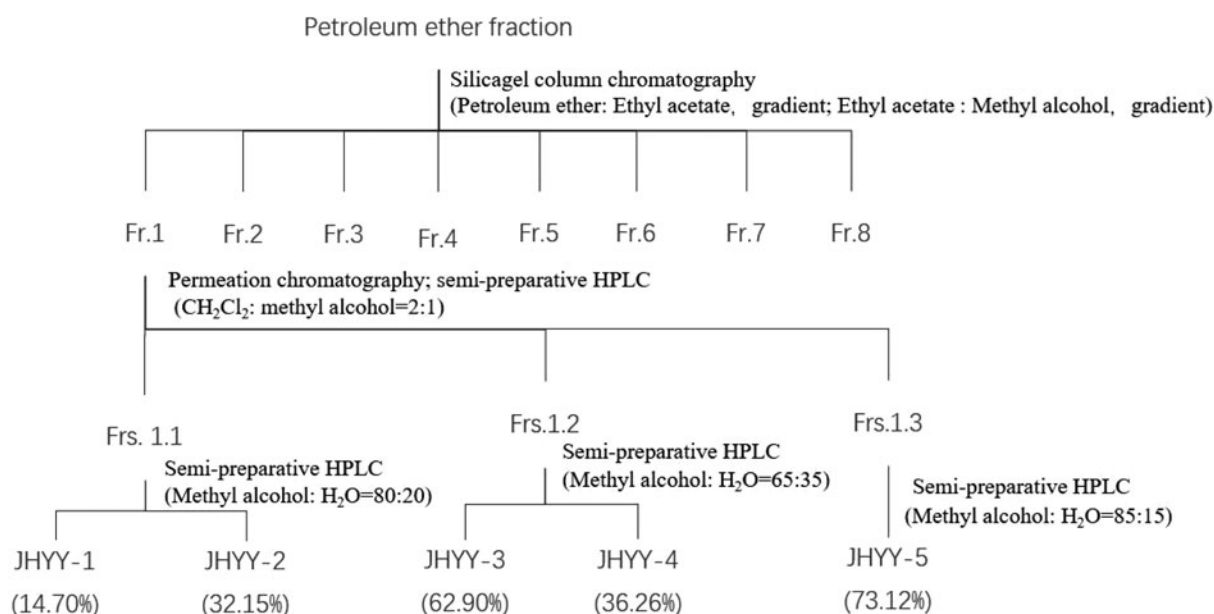 Petroleum ether fraction
Silicagel column chromatography
(Petroleum ether: Ethyl acetate, gradient; Ethyl acetate : Methyl alcohol, gradient)
Fr.1 Fr.2 Fr.3 Fr.4 Fr.5 Fr.6 Fr.7 Fr.8
Permeation chromatography; semi-preparative HPLC
(CH₂Cl₂: methyl alcohol=2:1)
Frs. 1.1 Frs.1.2 Frs.1.3
Semi-preparative HPLC
(Methyl alcohol: H₂O=80:20)
Semi-preparative HPLC
(Methyl alcohol: H₂O=65:35)
Semi-preparative HPLC
(Methyl alcohol: H₂O=85:15)
JHYY-1 JHYY-2 JHYY-3 JHYY-4 JHYY-5
(14.70%) (32.15%) (62.90%) (36.26%) (73.12%)